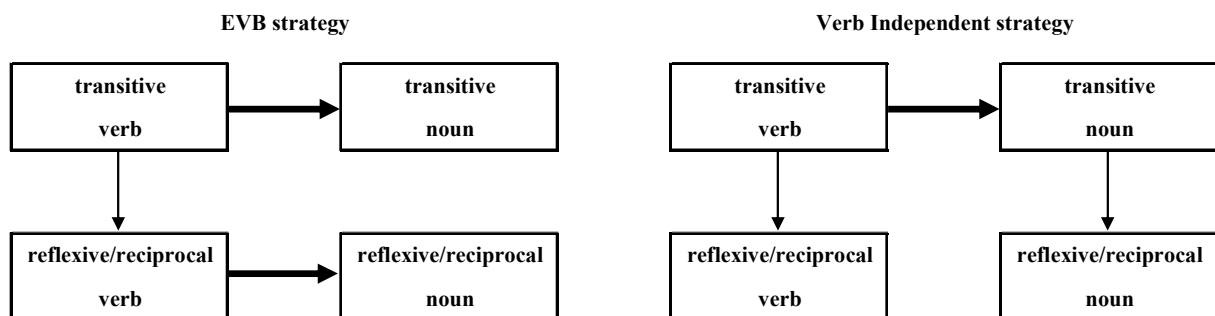 EVB strategy
transitive
verb
transitive
noun
reflexive/reciprocal
verb
reflexive/reciprocal
noun
Verb Independent strategy
transitive
verb
transitive
noun
reflexive/reciprocal
verb
reflexive/reciprocal
noun